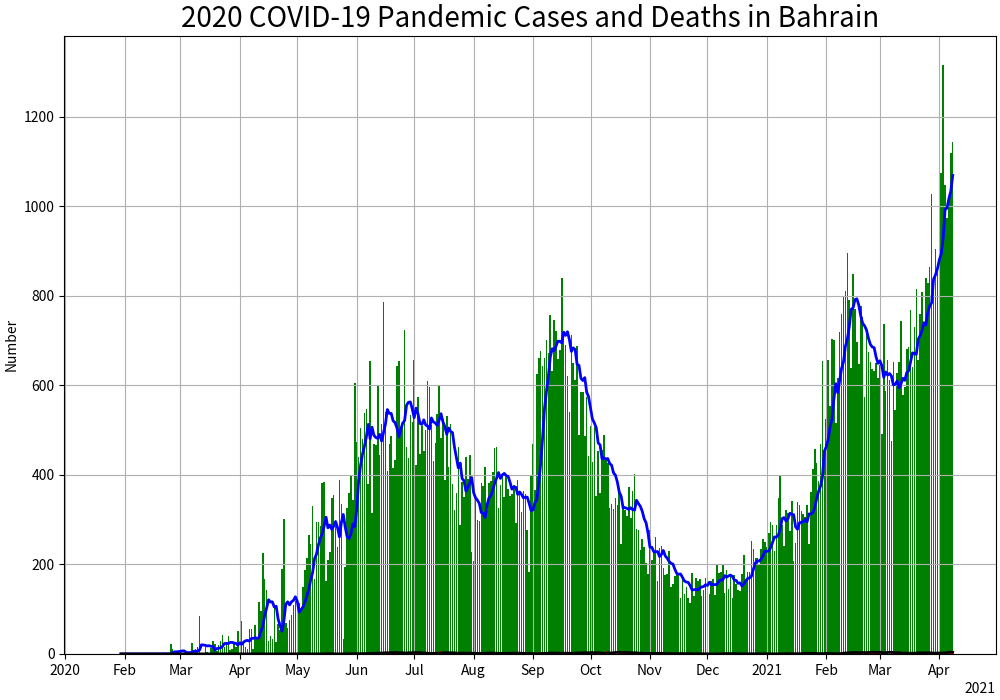 2020 COVID-19 Pandemic Cases and Deaths in Bahrain
Number
1200
1000
800
600
400
200
0
2020 Feb Mar Apr May Jun Jul Aug Sep Oct Nov Dec 2021 Feb Mar Apr
2021